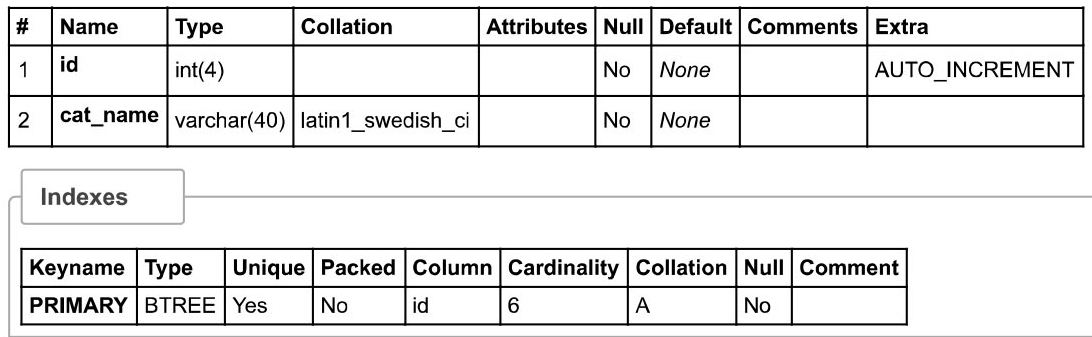 # Name Type Collation Attributes Null Default Comments Extra
1 id int(4) No None AUTO_INCREMENT
2 cat_name varchar(40) latin1_swedish_ci No None
Indexes
Keyname Type Unique Packed Column Cardinality Collation Null Comment
PRIMARY BTREE Yes No id 6 A No